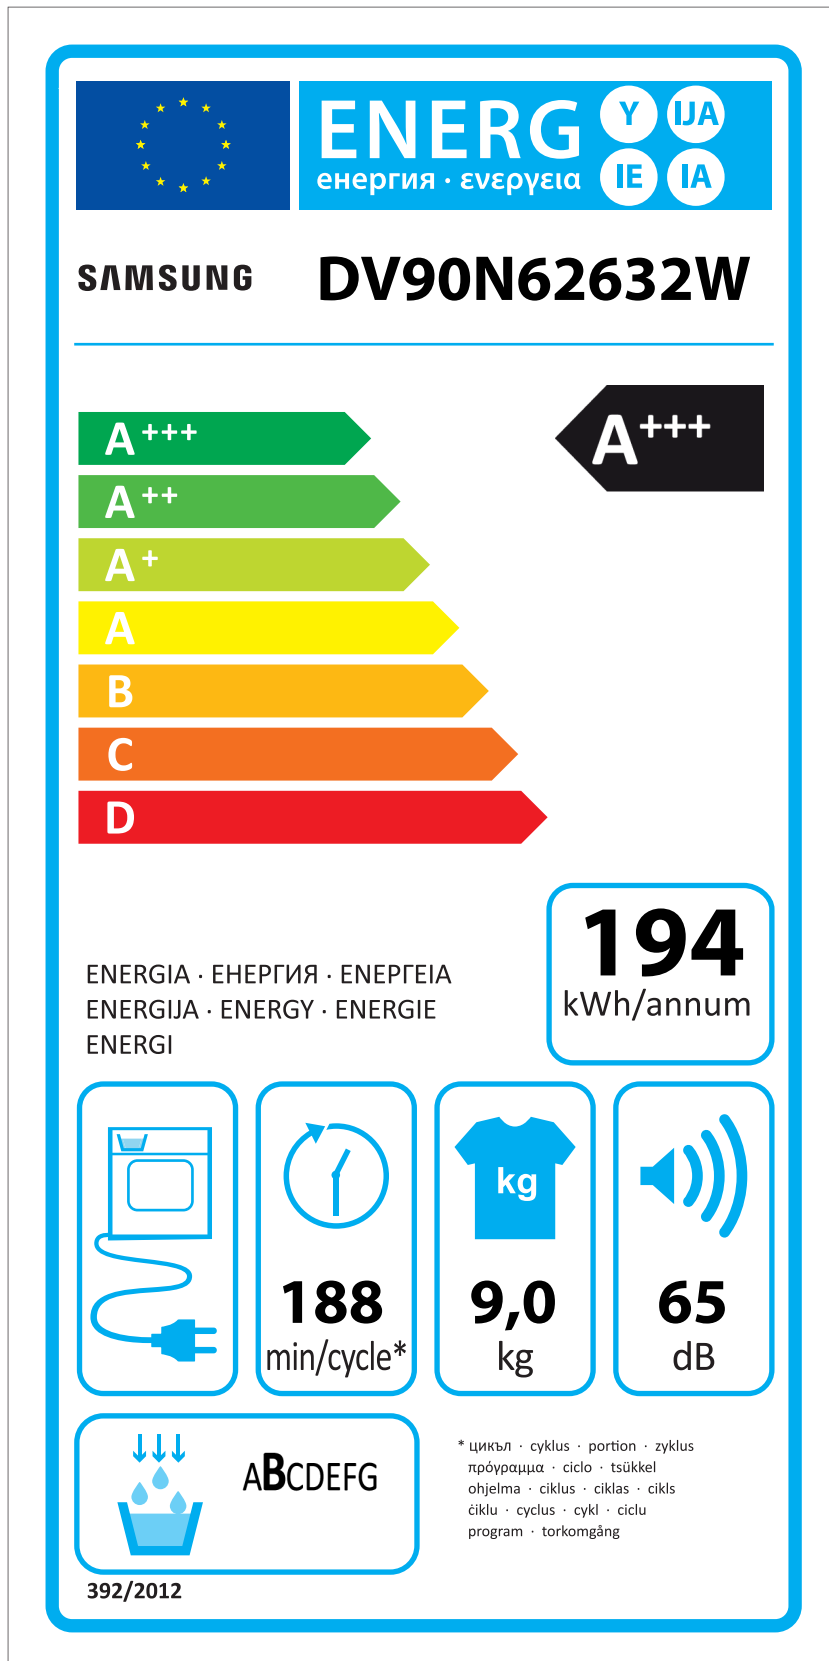 ENERG
Y IJA
IE IA
енергия · ενεργεια
SAMSUNG DV90N62632W
A+++
A+++
A++
A+
A
B
C
D
194
kWh/annum
ENERGIA · ЕНЕРГИЯ · ΕΝΕΡΓΕΙΑ
ENERGIJA · ENERGY · ENERGIE
ENERGI
kg
188
min/cycle*
9,0
kg
65
dB
ABCDEFG
* цикъл · cyklus · portion · zyklus
πρόγραμμα · ciclo · tsükkel
ohjelma · ciklus · ciklas · cikls
ċiklu · cyclus · cykl · ciclu
program · torkomgång
392/2012